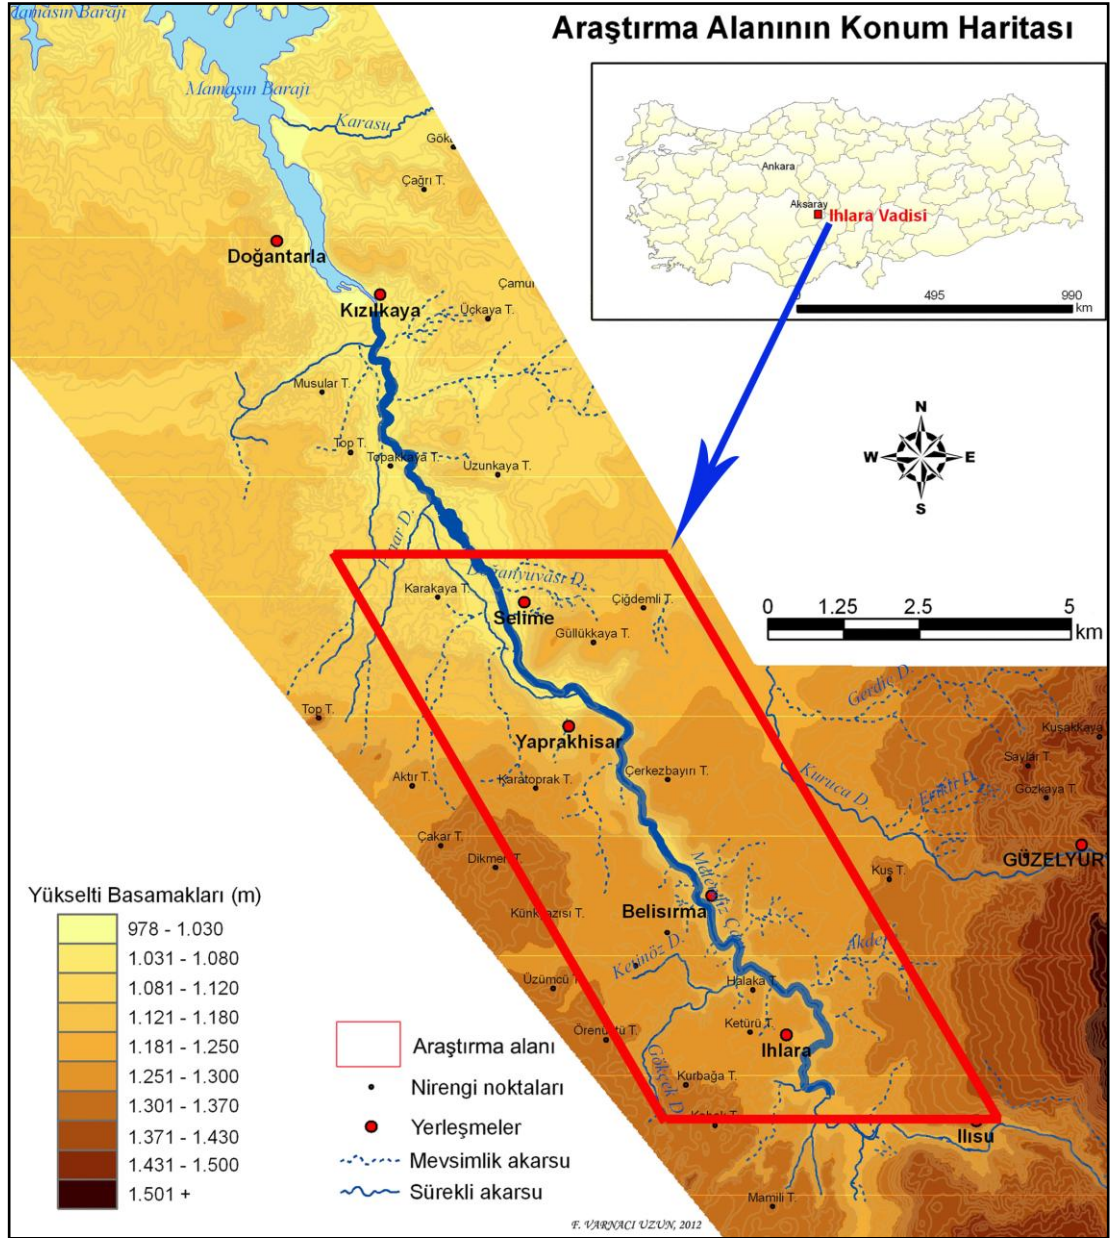 Araştırma Alanının Konum Haritası
Mamasın Barajı
Mamasın Barajı
Karasu
Çağrı T.
Doğantarla
Kızılkaya
Üçkaya T.
Musular T.
Top T.
Topakkaya T.
Uzunkaya T.
Ankara
Aksaray
Ihlara Vadisi
495
990
km
N
W
E
S
0
1.25
2.5
5
km
Doğanyuvası D.
Karakaya T.
Selime
Çiğdemli T.
Güllükkaya T.
Top T.
Yaprakhisar
Aktır T.
Karatoprak T.
Çerkezbayırı T.
Gerdiç D.
Kuşakkaya
Saylar T.
Gözkaya T.
Kuruca D.
GÜZELYUR
Çakar T.
Dikmen T.
Kuş T.
Belisırma
Ketinöz D.
Halaka T.
Ketürü T.
Ihlara
Gökçek D.
Kurbağa T.
Ilısu
Mamili T.
Yükselti Basamakları (m)
978 - 1.030
1.031 - 1.080
1.081 - 1.120
1.121 - 1.180
1.181 - 1.250
1.251 - 1.300
1.301 - 1.370
1.371 - 1.430
1.431 - 1.500
1.501 +
Araştırma alanı
Nirengi noktaları
Yerleşmeler
Mevsimlik akarsu
Sürekli akarsu
F. VARNACI UZUN, 2012